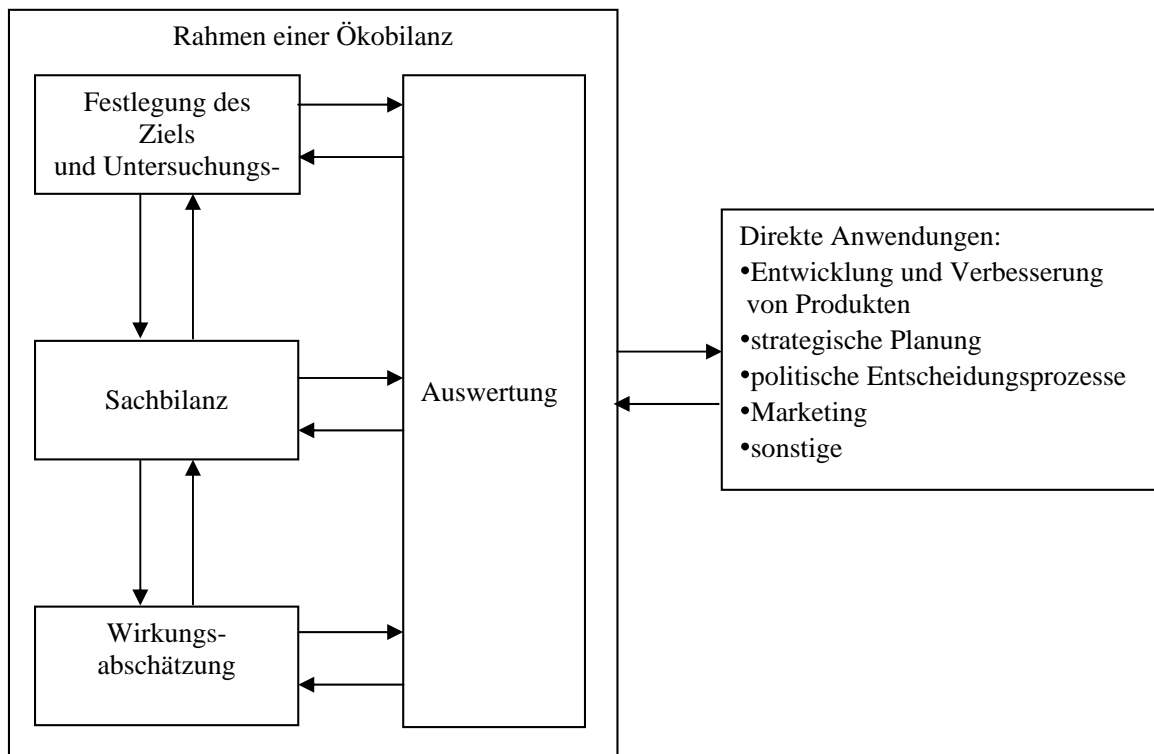 Rahmen einer Ökobilanz
Festlegung des
Ziels
und Untersuchungs-
Sachbilanz
Wirkungs-
abschätzung
Auswertung
Direkte Anwendungen:
•Entwicklung und Verbesserung
von Produkten
•strategische Planung
•politische Entscheidungsprozesse
•Marketing
•sonstige